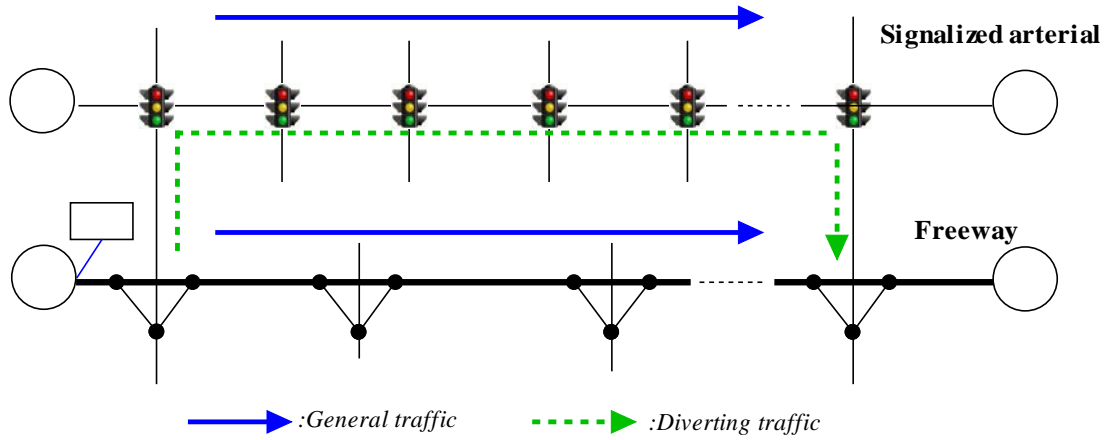 Signalized arterial
Freeway
:General traffic
:Diverting traffic